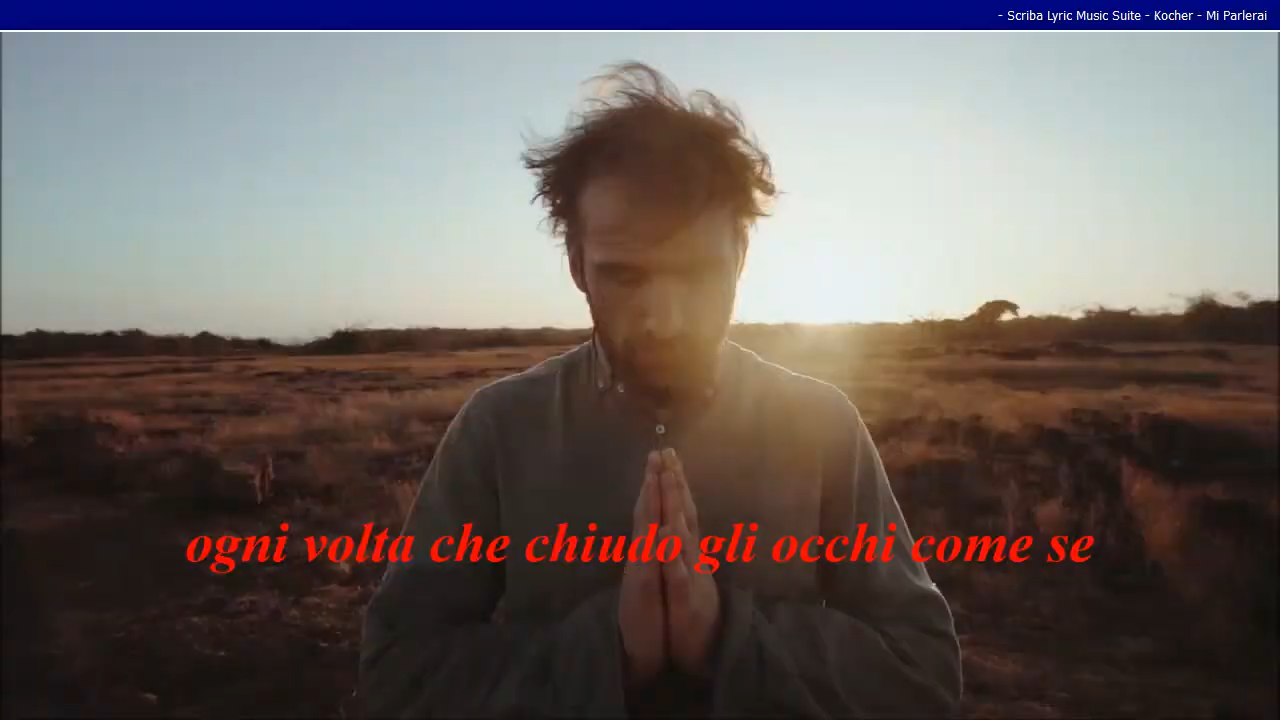 - Scriba Lyric Music Suite - Kocher - Mi Parlerai
ogni volta che chiudo gli occhi come se